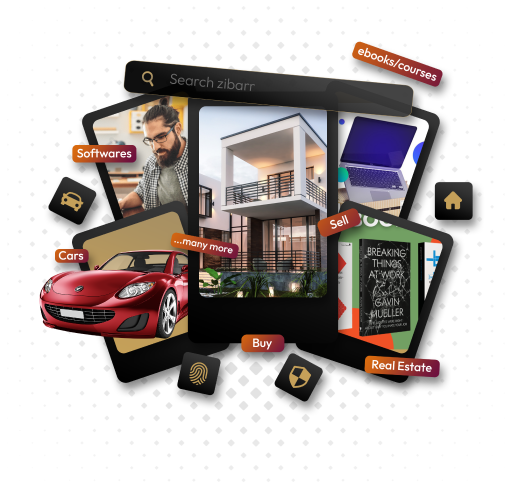 ebooks/courses
Search zibarr
Softwares
Sell
...many more
Cars
BREAKING
THINGS
AT WORK
GAVIN
MUELLER
Buy
Real Estate